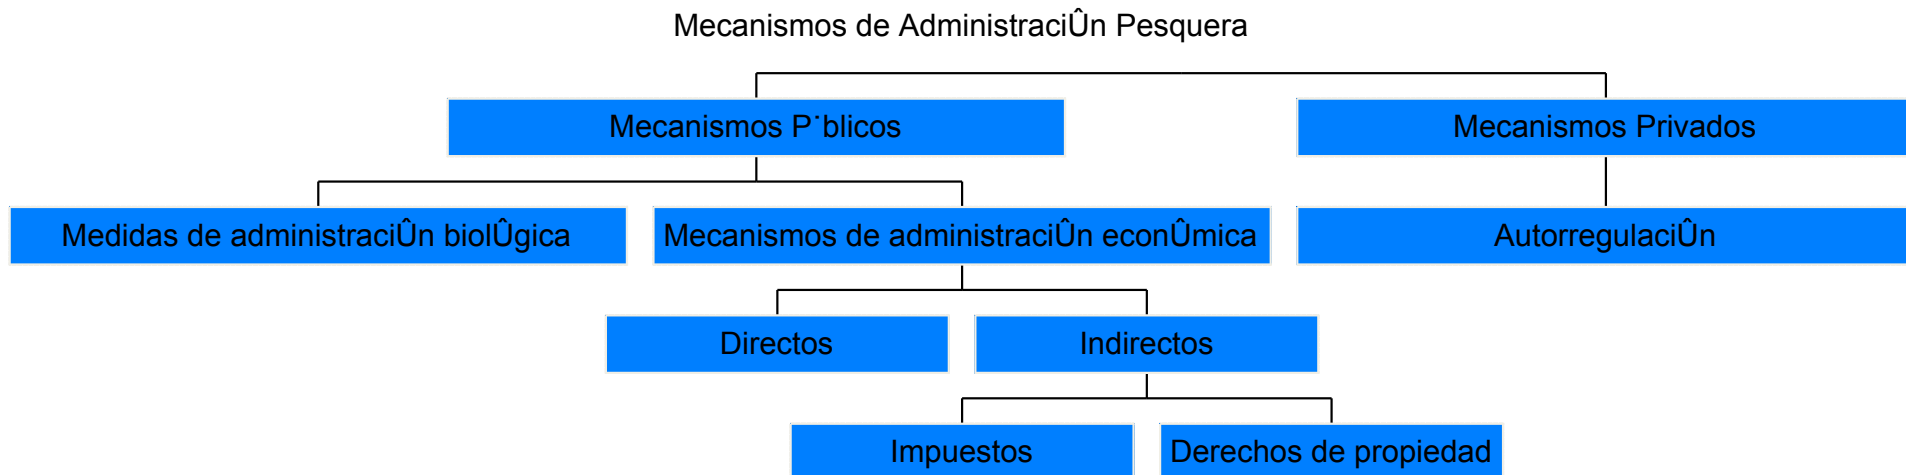 Mecanismos de AdministraciÛn Pesquera
Mecanismos P˙blicos
Mecanismos Privados
Medidas de administraciÛn biolÛgica
Mecanismos de administraciÛn econÛmica
AutorregulaciÛn
Directos
Indirectos
Impuestos
Derechos de propiedad